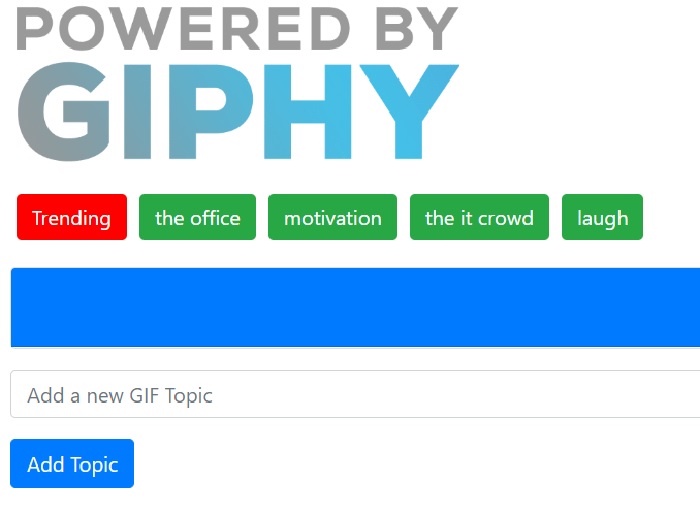 POWERED BY
GIPHY
Trending the office motivation the it crowd laugh
Add a new GIF Topic
Add Topic